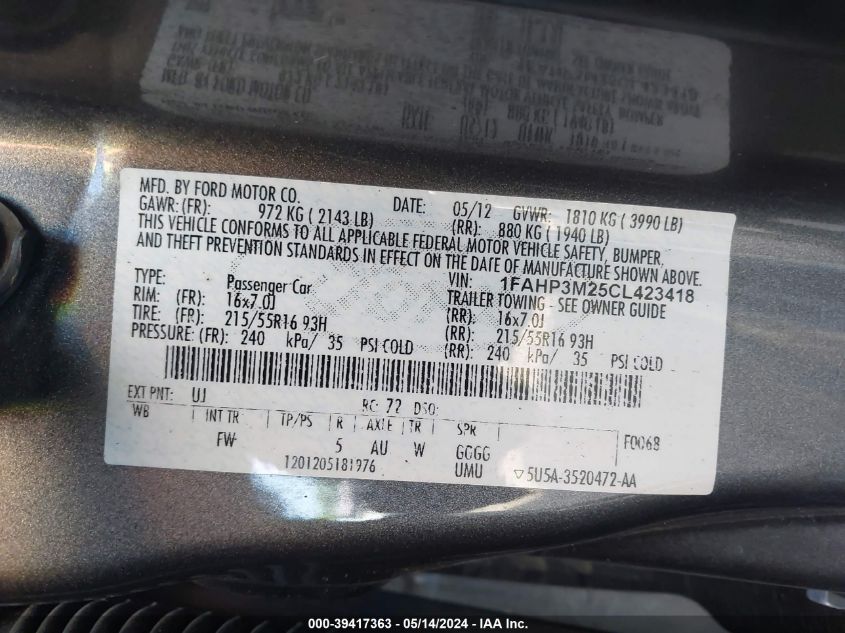 MFD. BY FORD MOTOR CO.
DATE: 05/12 GVWR: 1810 KG ( 3990 LB)
GAWR: (FR): 972 KG ( 2143 LB) (RR): 880 KG ( 1940 LB)
THIS VEHICLE CONFORMS TO ALL APPLICABLE FEDERAL MOTOR VEHICLE SAFETY, BUMPER,
AND THEFT PREVENTION STANDARDS IN EFFECT ON THE DATE OF MANUFACTURE SHOWN ABOVE.
VIN: 1FAHP3M25CL423418
TYPE: Passenger Car TRAILER TOWING - SEE OWNER GUIDE
RIM: (FR): 16x7.0J (RR): 16x7.0J
TIRE: (FR): 215/55R16 93H (RR): 215/55R16 93H
PRESSURE: (FR): 240 kPa/ 35 PSI COLD (RR): 240 kPa/ 35 PSI COLD
EXT PNT: UJ RC: 72 DSO:
WB INT TR TP/PS R AXLE TR SPR F0068
FW 5 AU W GGGG
1201205181976 UMU ▽5U5A-3520472-AA
000-39417363 - 05/14/2024 - IAAI.com